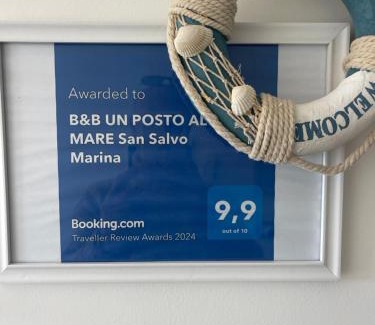 Awarded to
B&B UN POSTO AL
MARE San Salvo
Marina
WELCOME
Booking.com
Traveller Review Awards 2024
9,9
out of 10